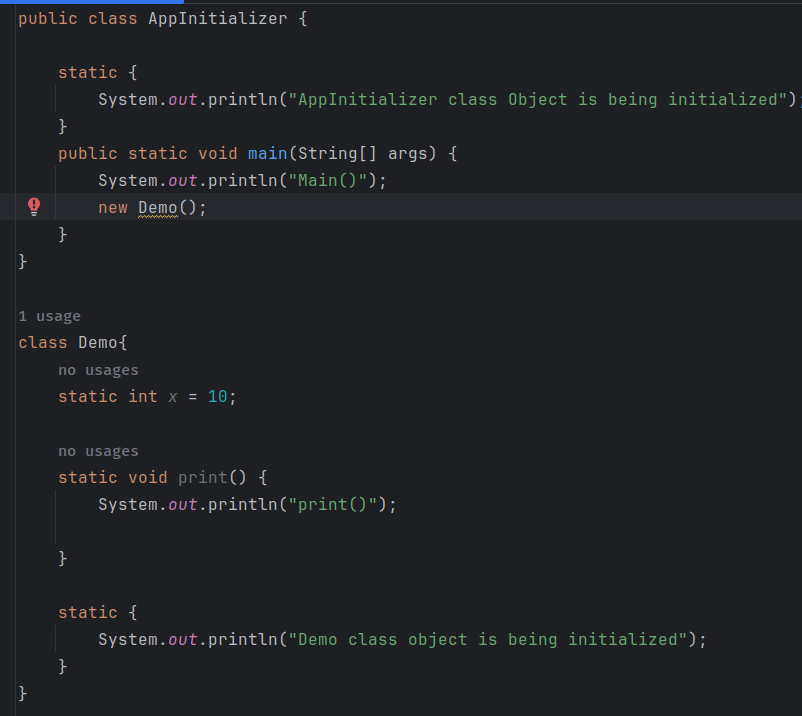 public class AppInitializer {
static {
System.out.println("AppInitializer class Object is being initialized");
}
public static void main(String[] args) {
System.out.println("Main()");
new Demo();
}
}
1 usage
class Demo{
no usages
static int x = 10;
no usages
static void print() {
System.out.println("print()");
}
static {
System.out.println("Demo class object is being initialized");
}
}